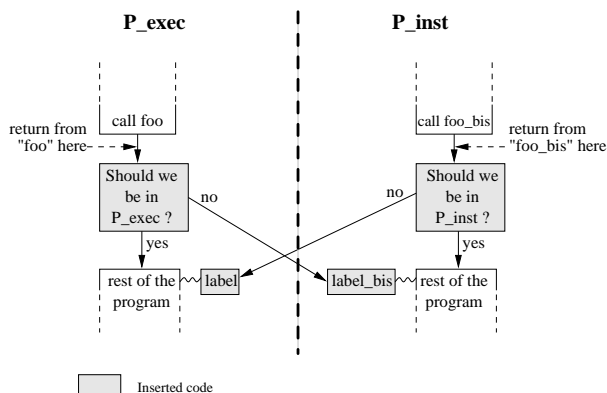 P_exec
P_inst
call foo
call foo_bis
return from
"foo" here
return from
"foo_bis" here
Should we
be in
P_exec ?
no
no
Should we
be in
P_inst ?
yes
yes
rest of the
program
label
label_bis
rest of the
program
Inserted code